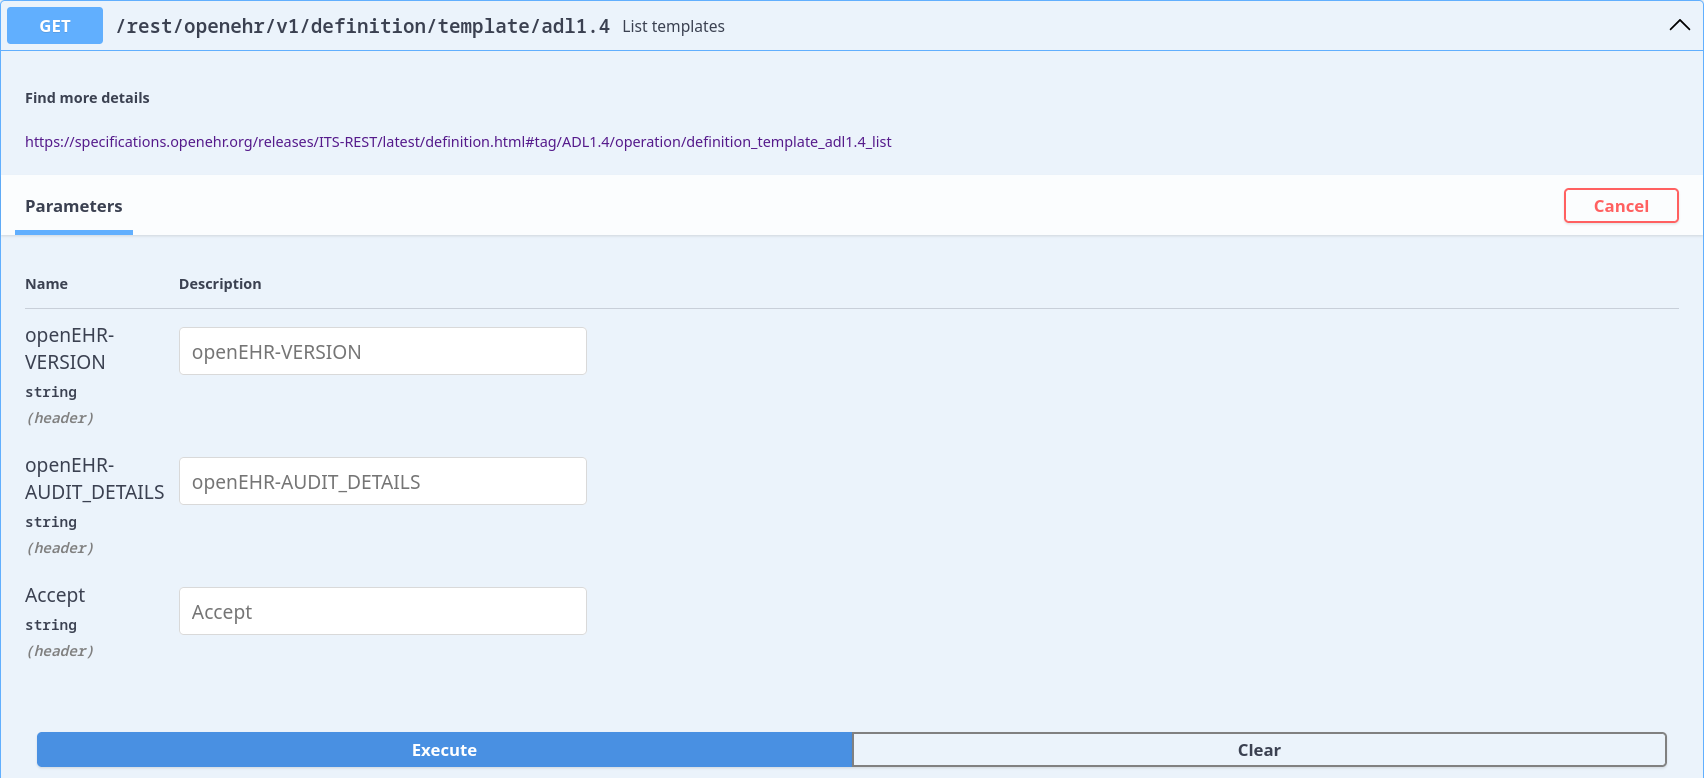 GET /rest/openehr/v1/definition/template/adl1.4 List templates
Find more details
https://specifications.openehr.org/releases/ITS-REST/latest/definition.html#tag/ADL1.4/operation/definition_template_adl1.4_list
Parameters Cancel
Name Description
openEHR-
VERSION
openEHR-VERSION
string
(header)
openEHR-
AUDIT_DETAILS
openEHR-AUDIT_DETAILS
string
(header)
Accept
Accept
string
(header)
Execute Clear